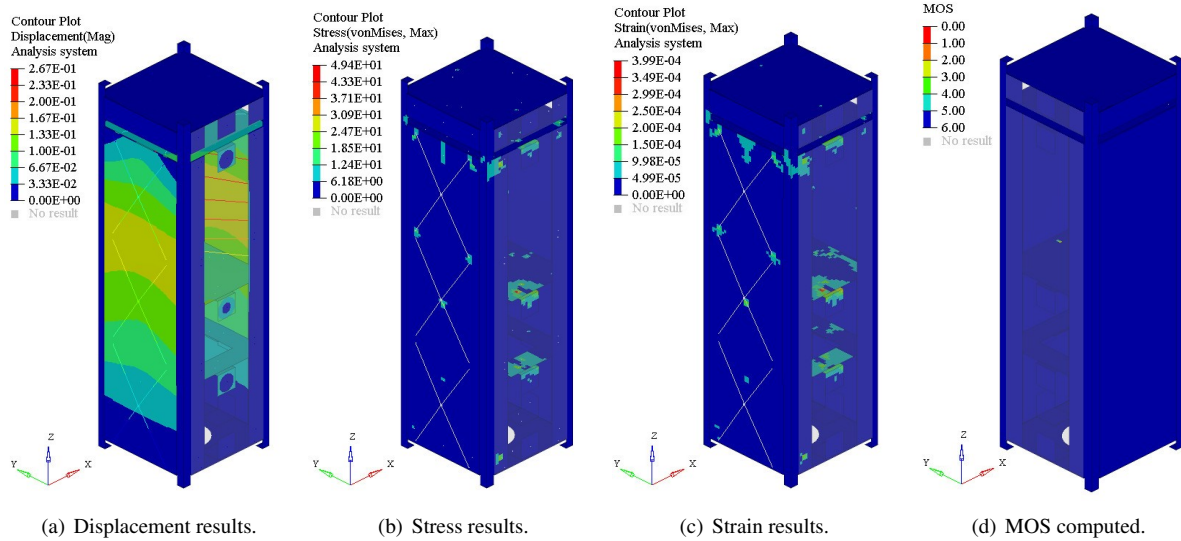 Contour Plot
Displacement(Mag)
Analysis system
2.67E-01
2.33E-01
2.00E-01
1.67E-01
1.33E-01
1.00E-01
6.67E-02
3.33E-02
0.00E+00
No result
Z
Y
X
(a) Displacement results.
Contour Plot
Stress(vonMises, Max)
Analysis system
4.94E+01
4.33E+01
3.71E+01
3.09E+01
2.47E+01
1.85E+01
1.24E+01
6.18E+00
0.00E+00
No result
Z
Y
X
(b) Stress results.
Contour Plot
Strain(vonMises, Max)
Analysis system
3.99E-04
3.49E-04
2.99E-04
2.50E-04
2.00E-04
1.50E-04
9.98E-05
4.99E-05
0.00E+00
No result
Z
Y
X
(c) Strain results.
MOS
0.00
1.00
2.00
3.00
4.00
5.00
6.00
No result
Z
Y
X
(d) MOS computed.